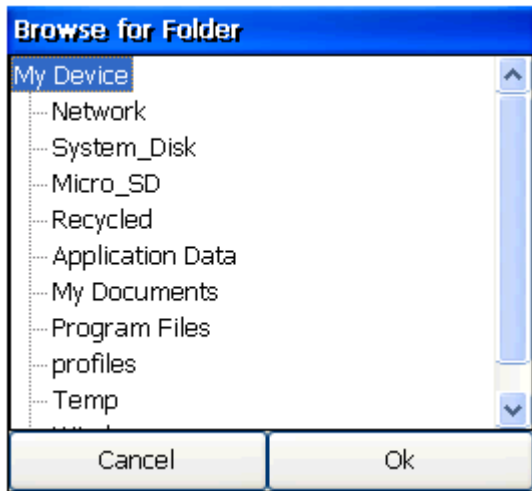 Browse for Folder
My Device
Network
System_Disk
Micro_SD
Recycled
Application Data
My Documents
Program Files
profiles
Temp
Cancel Ok